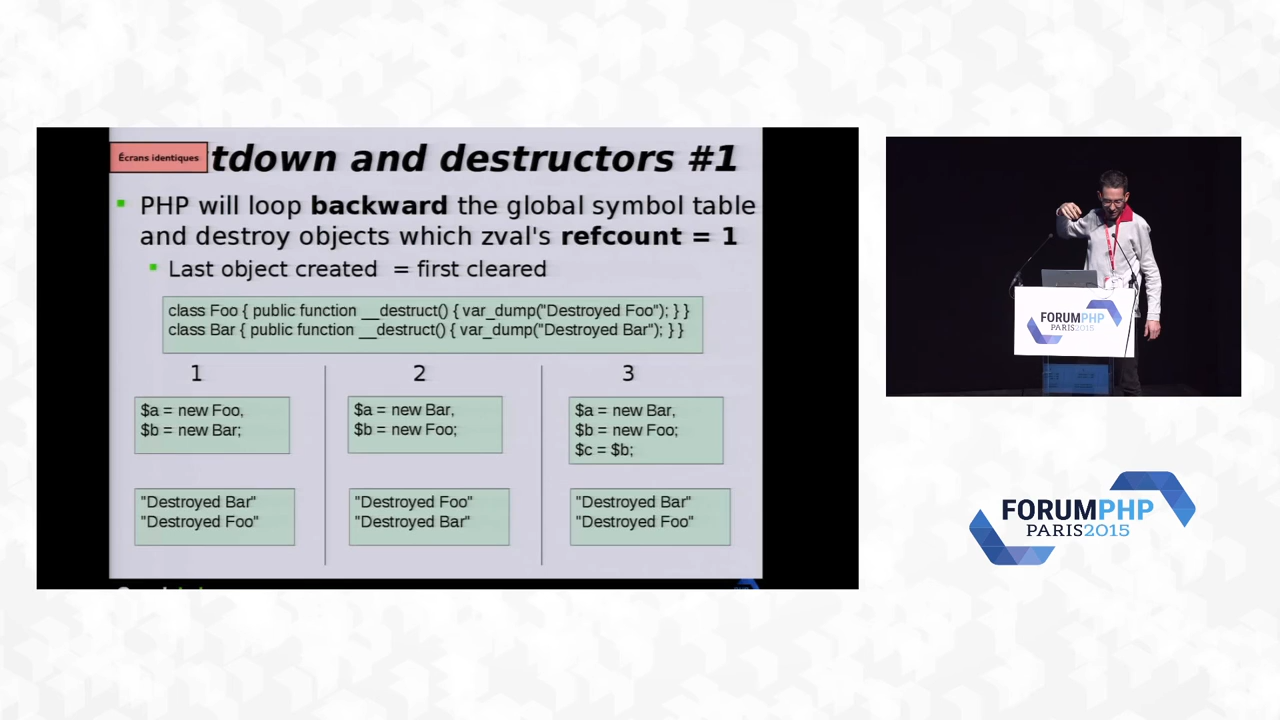 Écrans identiques
tdown and destructors #1
PHP will loop backward the global symbol table
and destroy objects which zval's refcount = 1
Last object created = first cleared
class Foo { public function __destruct() { var_dump("Destroyed Foo"); } }
class Bar { public function __destruct() { var_dump("Destroyed Bar"); } }
1
2
3
$a = new Foo,
$b = new Bar;
$a = new Bar,
$b = new Foo;
$a = new Bar,
$b = new Foo;
$c = $b;
"Destroyed Bar"
"Destroyed Foo"
"Destroyed Foo"
"Destroyed Bar"
"Destroyed Bar"
"Destroyed Foo"
FORUMPHP
PARIS2015
FORUMPHP
PARIS2015